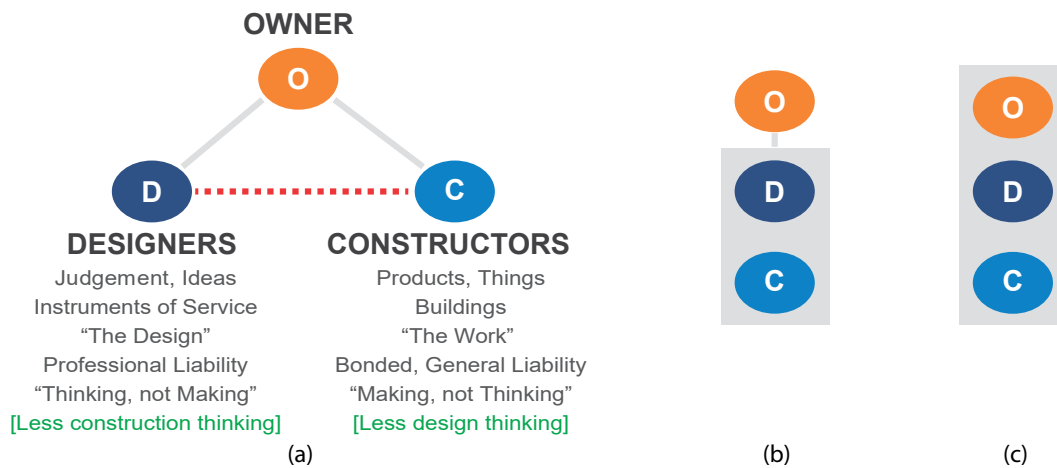 OWNER
O
D
C
DESIGNERS
Judgement, Ideas
Instruments of Service
“The Design”
Professional Liability
“Thinking, not Making”
[Less construction thinking]
CONSTRUCTORS
Products, Things
Buildings
“The Work”
Bonded, General Liability
“Making, not Thinking”
[Less design thinking]
(a)
O
D
C
(b)
O
D
C
(c)